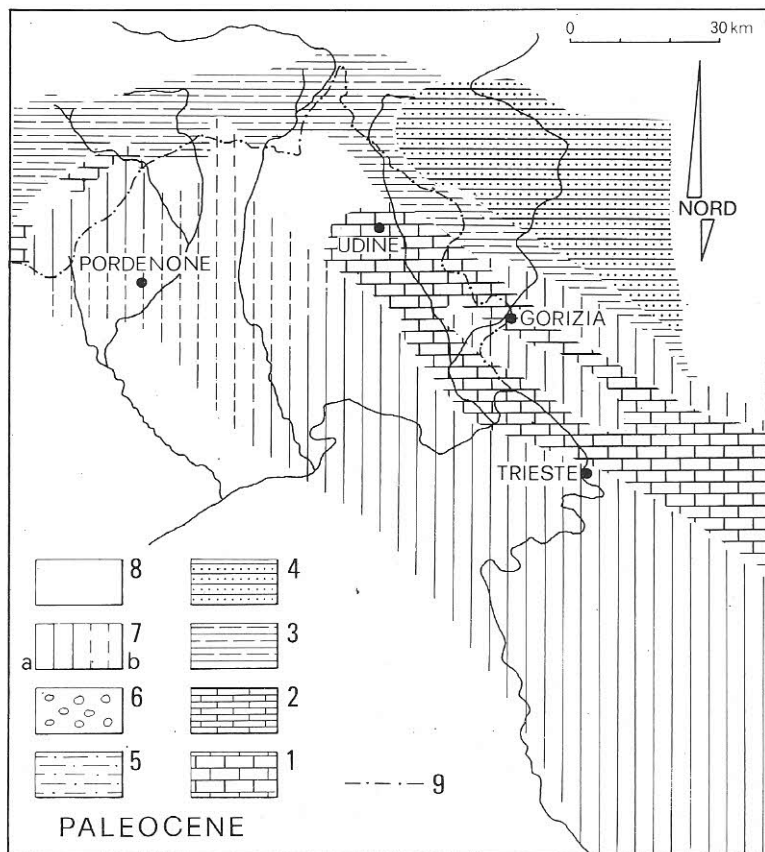 0 30 km
NORD
UDINE
PORDENONE
GORIZIA
TRIESTE
8 4
a 7 b 3
6 2
5 1 9
PALEOCENE